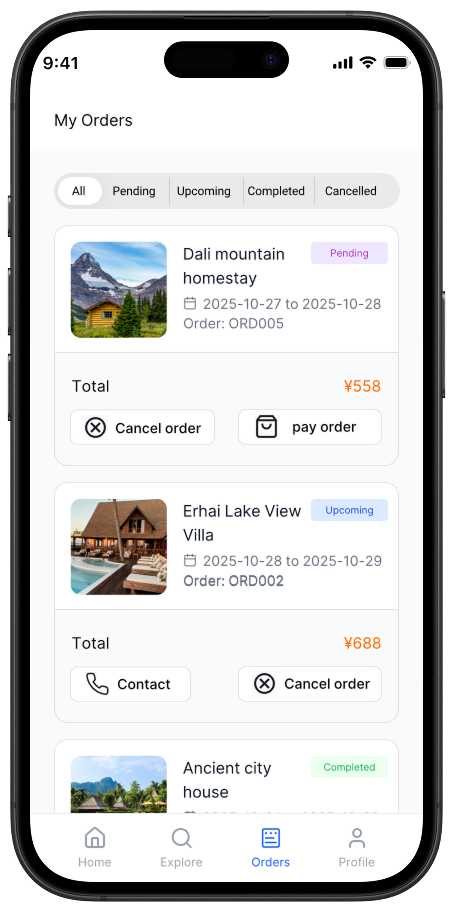 9:41
My Orders
All Pending Upcoming Completed Cancelled
Dali mountain Pending
homestay
2025-10-27 to 2025-10-28
Order: ORD005
Total ¥558
Cancel order pay order
Erhai Lake View Upcoming
Villa
2025-10-28 to 2025-10-29
Order: ORD002
Total ¥688
Contact Cancel order
Ancient city Completed
house
Home Explore Orders Profile